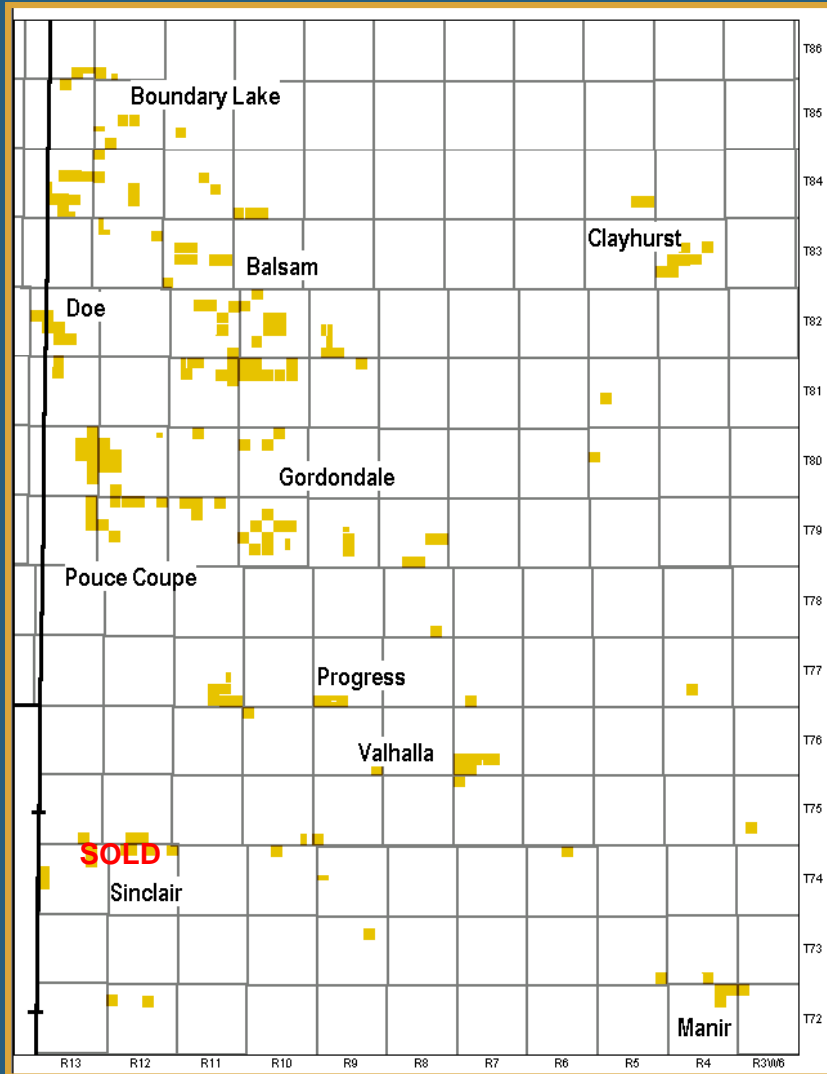 T86
Boundary Lake
T85
T84
Clayhurst
T83
Balsam
Doe
T82
T81
T80
Gordondale
T79
Pouce Coupe
T78
T77
Progress
T76
Valhalla
T75
SOLD
T74
Sinclair
T73
T72
Manir
R13 R12 R11 R10 R9 R8 R7 R6 R5 R4 R3W6